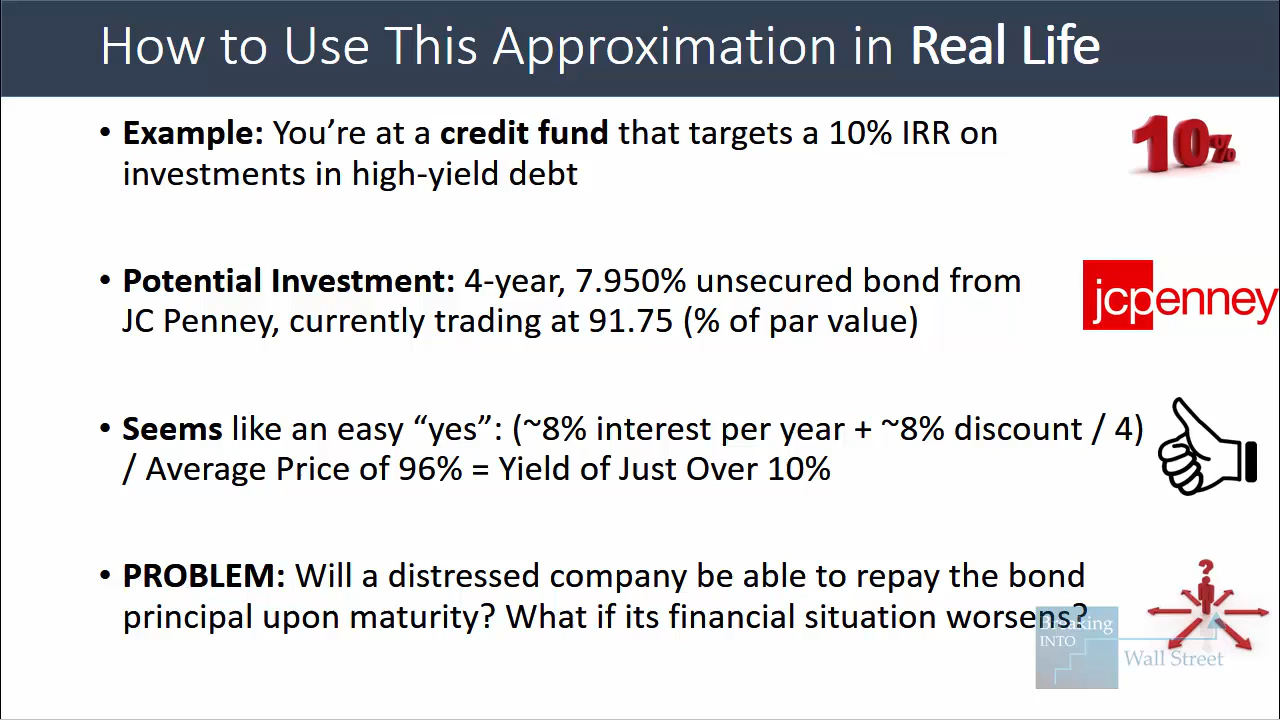 How to Use This Approximation in Real Life
• Example: You’re at a credit fund that targets a 10% IRR on
investments in high-yield debt
10%
• Potential Investment: 4-year, 7.950% unsecured bond from
JC Penney, currently trading at 91.75 (% of par value)
jcpenney
• Seems like an easy “yes”: (~8% interest per year + ~8% discount / 4)
/ Average Price of 96% = Yield of Just Over 10%
• PROBLEM: Will a distressed company be able to repay the bond
principal upon maturity? What if its financial situation worsens?
?
Breaking
INTO
Wall Street